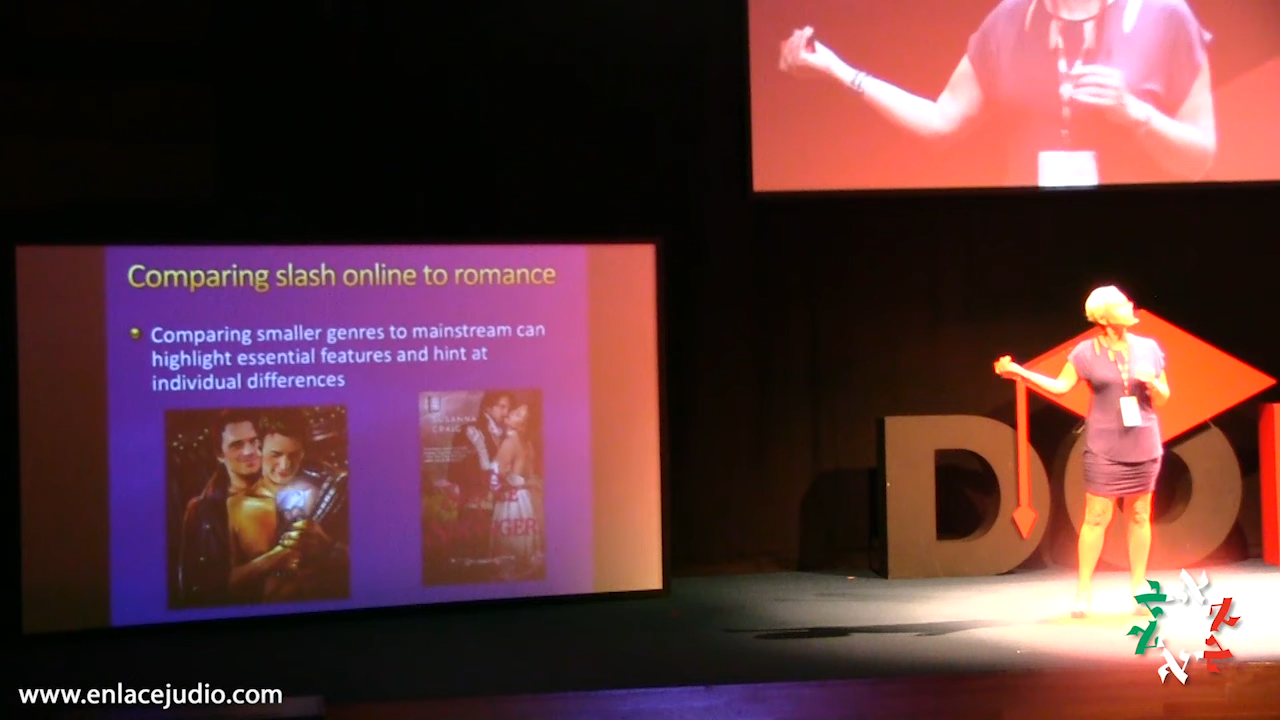 Comparing slash online to romance
Comparing smaller genres to mainstream can
highlight essential features and hint at
individual differences
SUSANNA
CRAIG
DO
www.enlacejudio.com